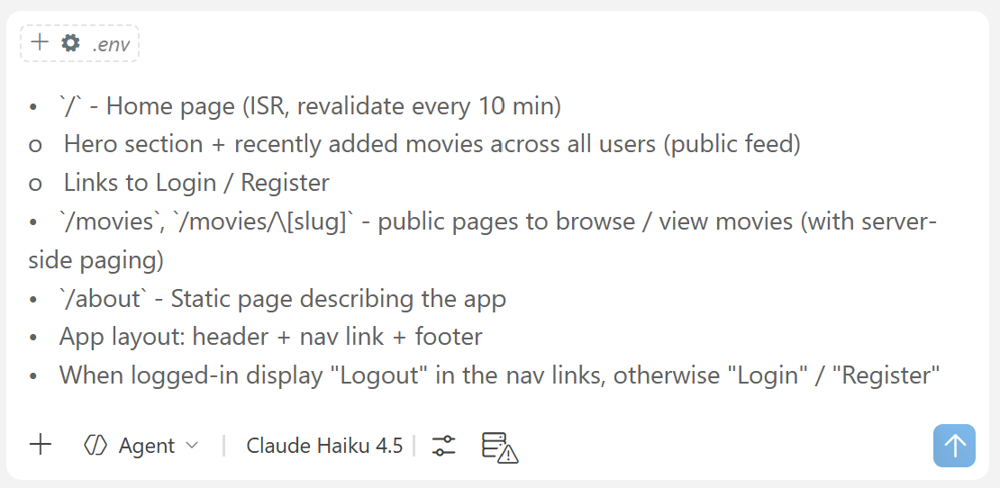 .env
• `/` - Home page (ISR, revalidate every 10 min)
o Hero section + recently added movies across all users (public feed)
o Links to Login / Register
• `/movies`, `/movies/\[slug]` - public pages to browse / view movies (with server-
side paging)
• `/about` - Static page describing the app
• App layout: header + nav link + footer
• When logged-in display "Logout" in the nav links, otherwise "Login" / "Register"
Agent
Claude Haiku 4.5